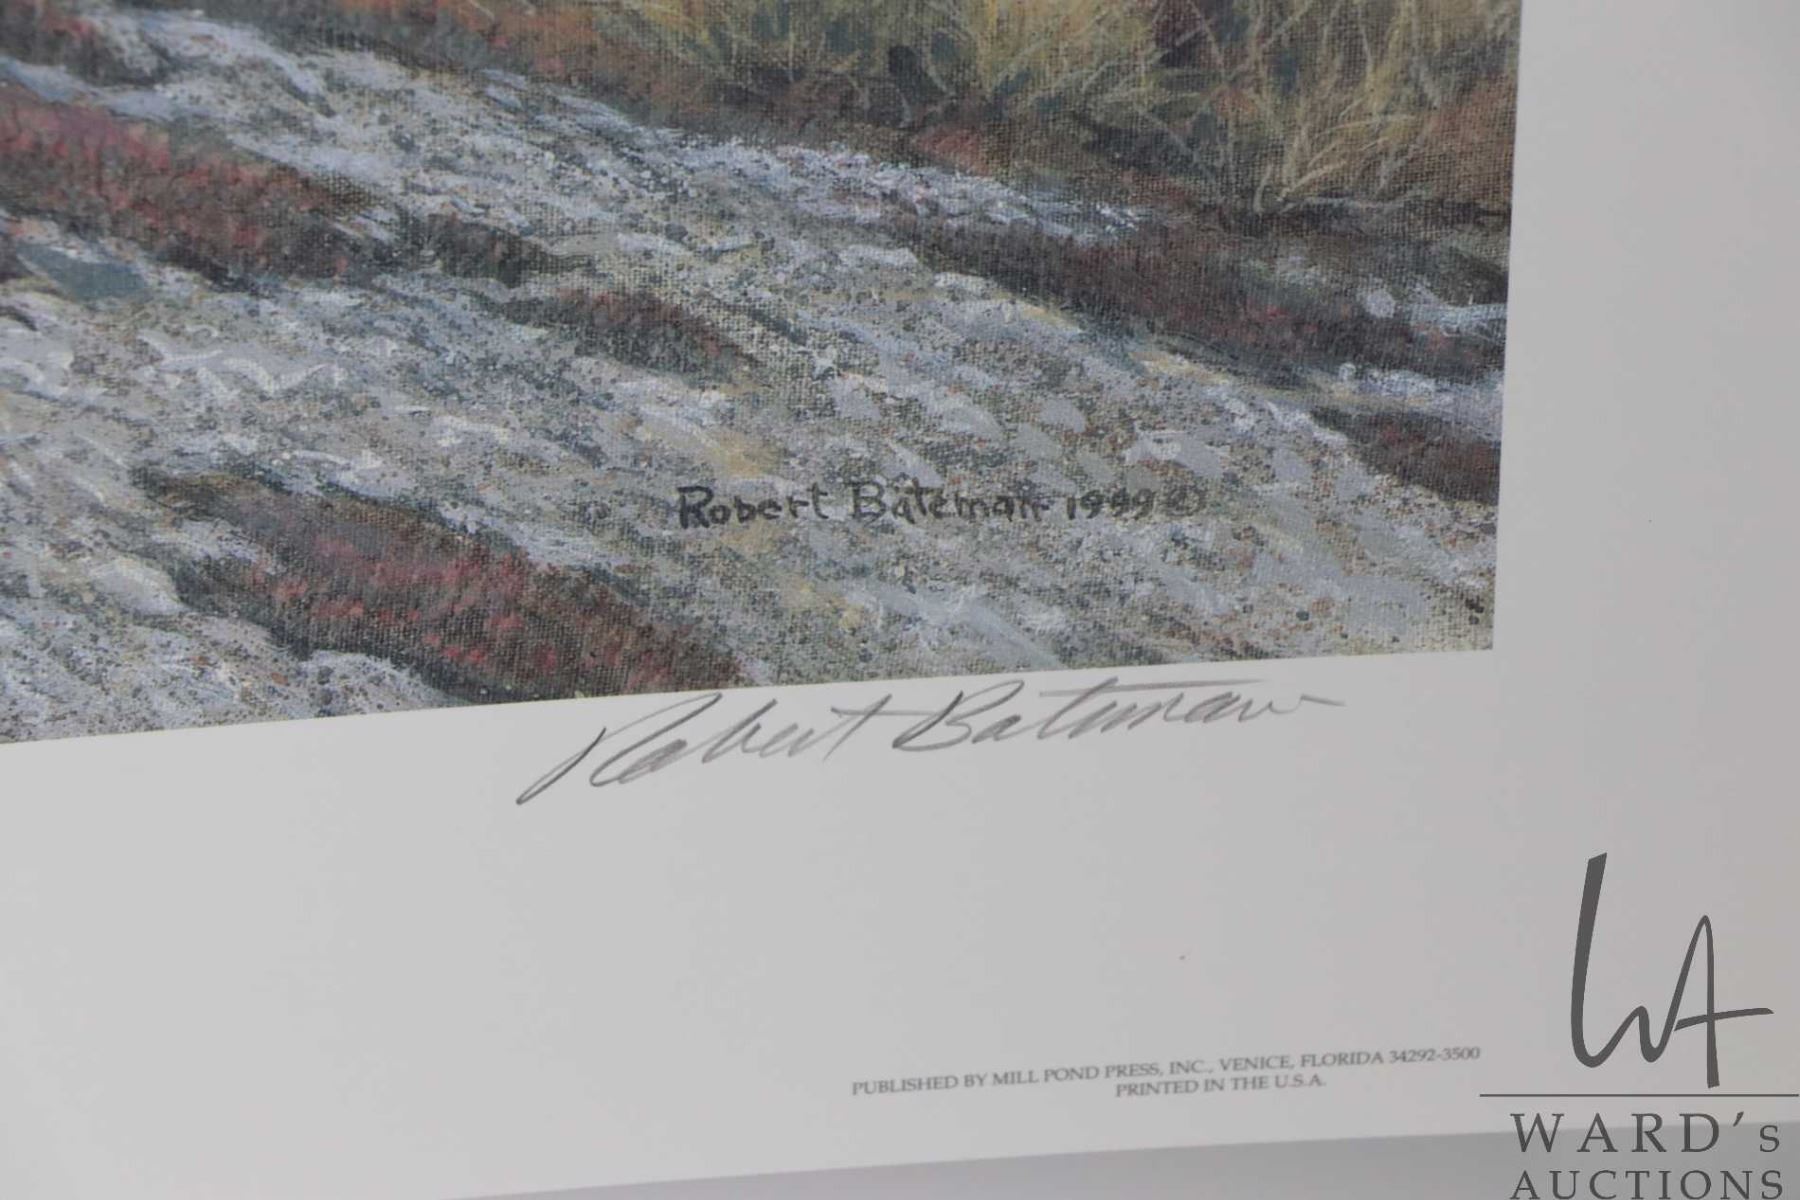 Robert Bateman 1999 ©
Robert Bateman
PUBLISHED BY MILL POND PRESS, INC., VENICE, FLORIDA 34292-3500
PRINTED IN THE U.S.A.
WA
WARD's
AUCTIONS